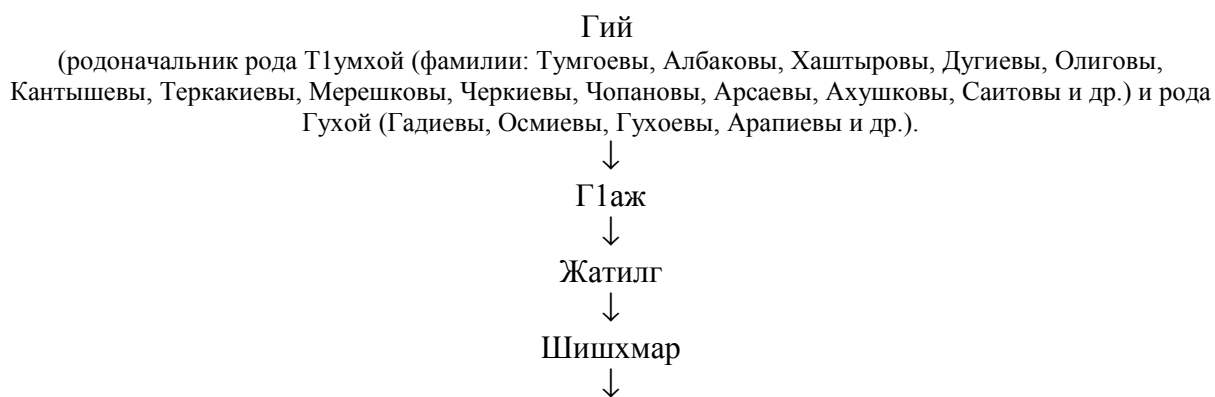 Гий
(родоначальник рода Т1умхой (фамилии: Тумгоевы, Албаковы, Хаштыровы, Дугиевы, Олиговы,
Кантышевы, Теркакиевы, Мерешковы, Черкиевы, Чопановы, Арсаевы, Ахушковы, Саитовы и др.) и рода
Гухой (Гадиевы, Осмиевы, Гухоевы, Арапиевы и др.).
↓
Г1аж
↓
Жатилг
↓
Шишхмар
↓